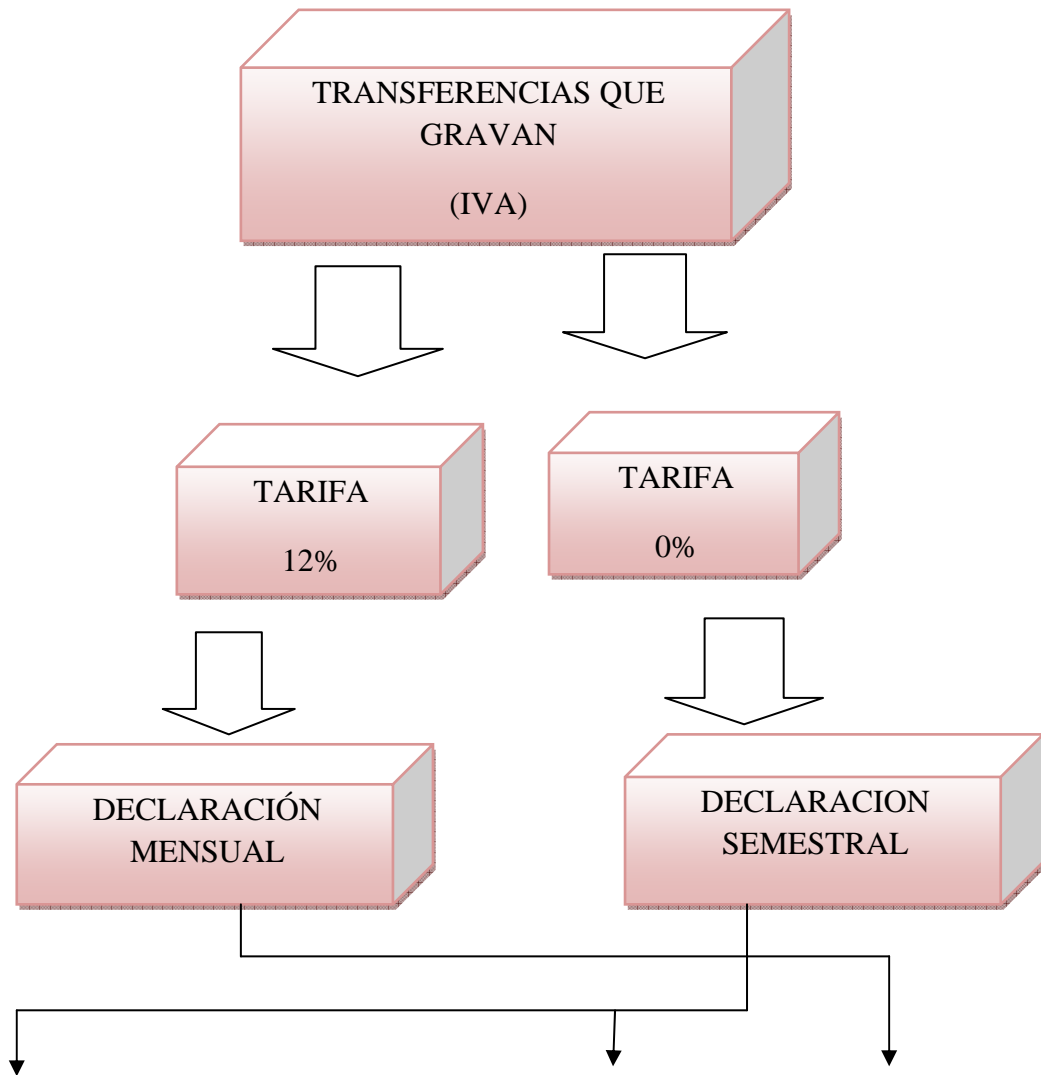 TRANSFERENCIAS QUE
GRAVAN
(IVA)
TARIFA
12%
TARIFA
0%
DECLARACIÓN
MENSUAL
DECLARACION
SEMESTRAL